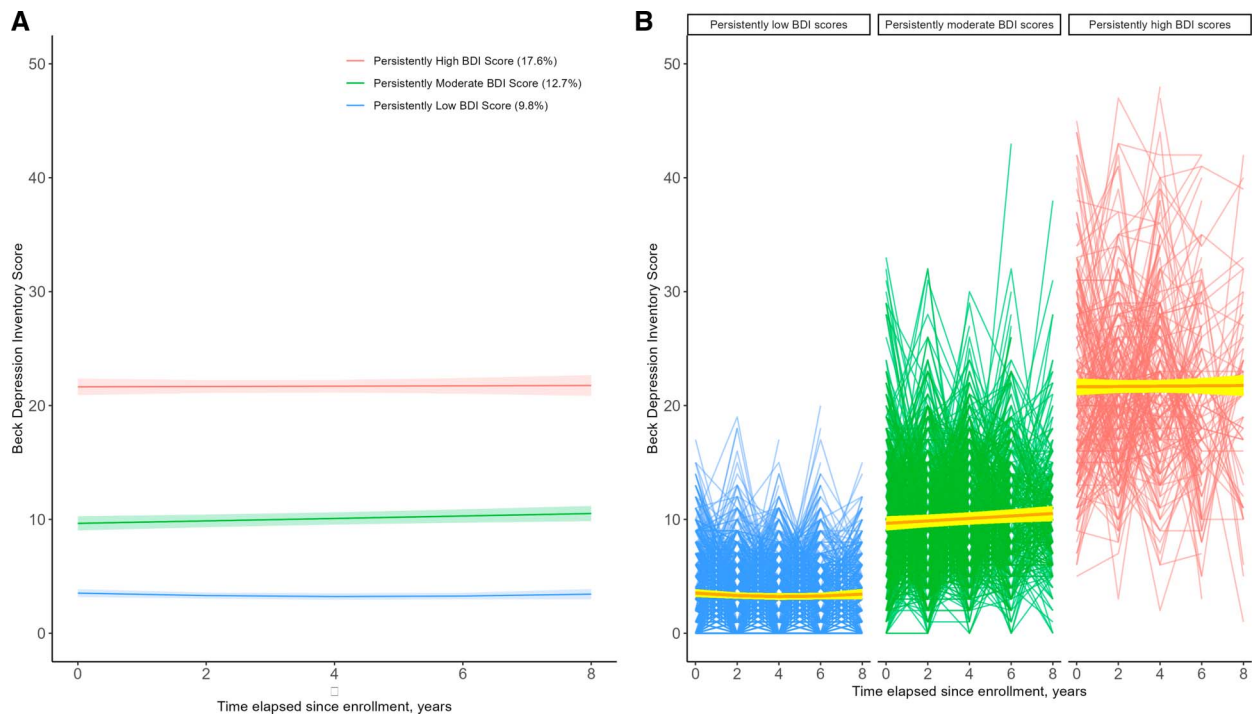 A
50
40
30
20
10
0
Beck Depression Inventory Score
Persistently High BDI Score (17.6%)
Persistently Moderate BDI Score (12.7%)
Persistently Low BDI Score (9.8%)
0 2 4 6 8
Time elapsed since enrollment, years
B
Persistently low BDI scores Persistently moderate BDI scores Persistently high BDI scores
50
40
30
20
10
0
Beck Depression Inventory Score
0 2 4 6 8 0 2 4 6 8 0 2 4 6 8
Time elapsed since enrollment, years